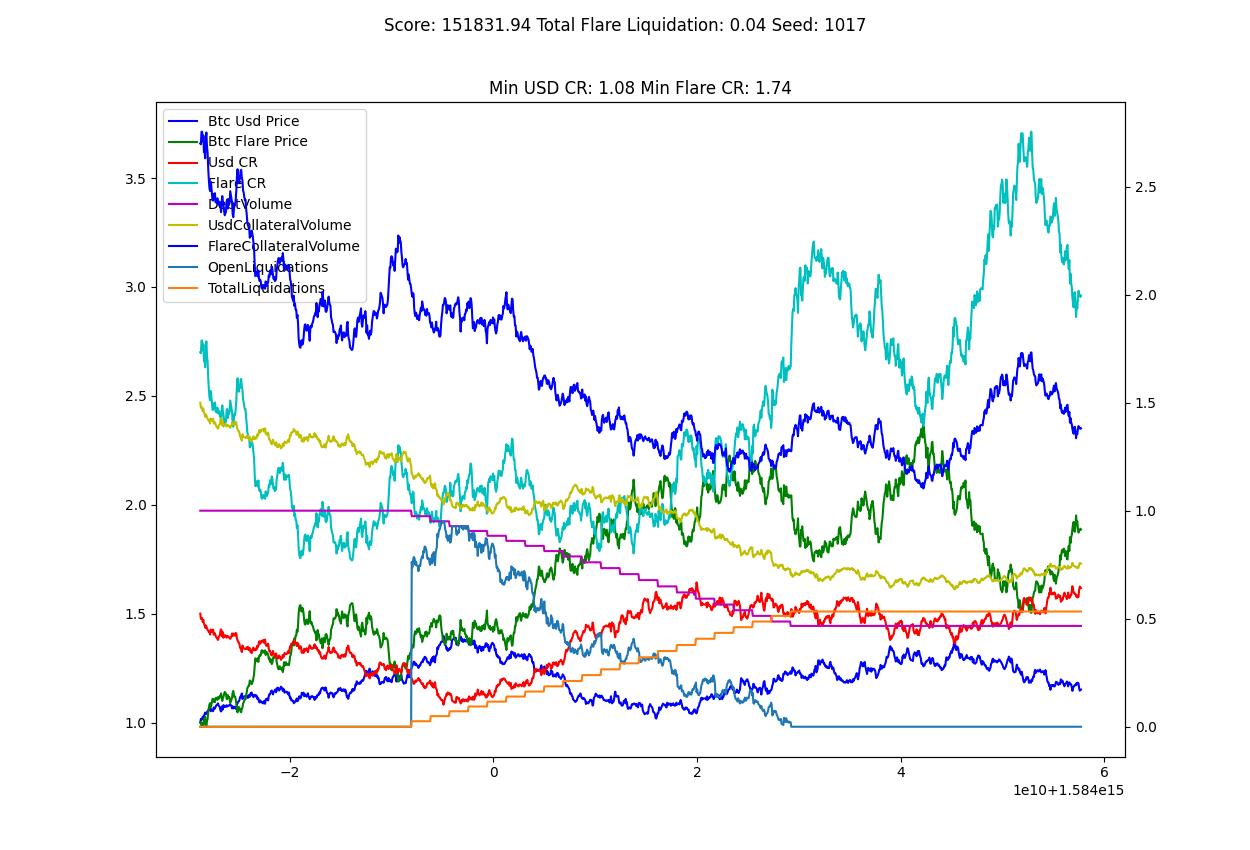 Score: 151831.94 Total Flare Liquidation: 0.04 Seed: 1017
Min USD CR: 1.08 Min Flare CR: 1.74
Btc Usd Price
Btc Flare Price
Usd CR
Flare CR
DebtVolume
UsdCollateralVolume
FlareCollateralVolume
OpenLiquidations
TotalLiquidations
3.5
3.0
2.5
2.0
1.5
1.0
2.5
2.0
1.5
1.0
0.5
0.0
−2 0 2 4 6
1e10+1.584e15